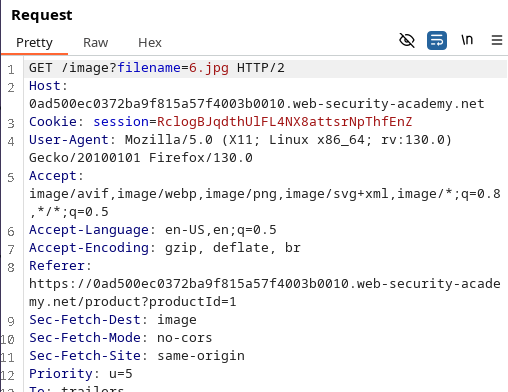 Request
Pretty Raw Hex \n
1 GET /image?filename=6.jpg HTTP/2
2 Host:
0ad500ec0372ba9f815a57f4003b0010.web-security-academy.net
3 Cookie: session=RclogBJqdthUlFL4NX8attsrNpThfEnZ
4 User-Agent: Mozilla/5.0 (X11; Linux x86_64; rv:130.0)
Gecko/20100101 Firefox/130.0
5 Accept:
image/avif,image/webp,image/png,image/svg+xml,image/*;q=0.8
,*/*;q=0.5
6 Accept-Language: en-US,en;q=0.5
7 Accept-Encoding: gzip, deflate, br
8 Referer:
https://0ad500ec0372ba9f815a57f4003b0010.web-security-acade
my.net/product?productId=1
9 Sec-Fetch-Dest: image
10 Sec-Fetch-Mode: no-cors
11 Sec-Fetch-Site: same-origin
12 Priority: u=5
Te: trailers